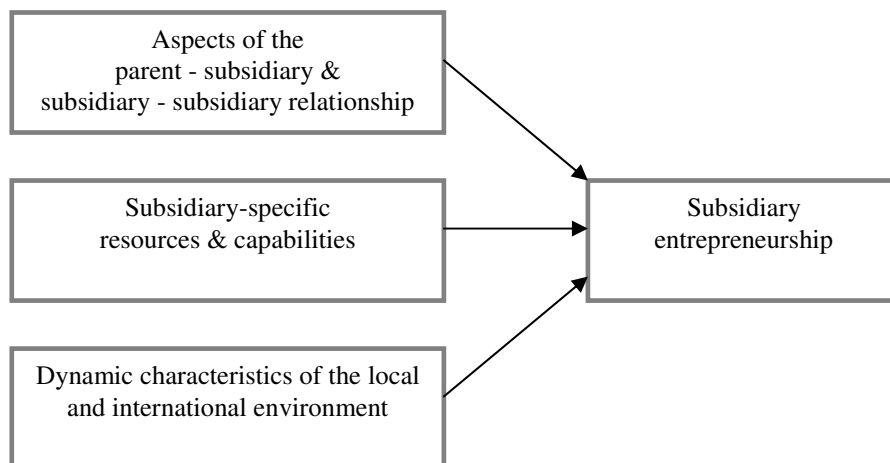 Aspects of the
parent - subsidiary &
subsidiary - subsidiary relationship
Subsidiary-specific
resources & capabilities
Subsidiary
entrepreneurship
Dynamic characteristics of the local
and international environment